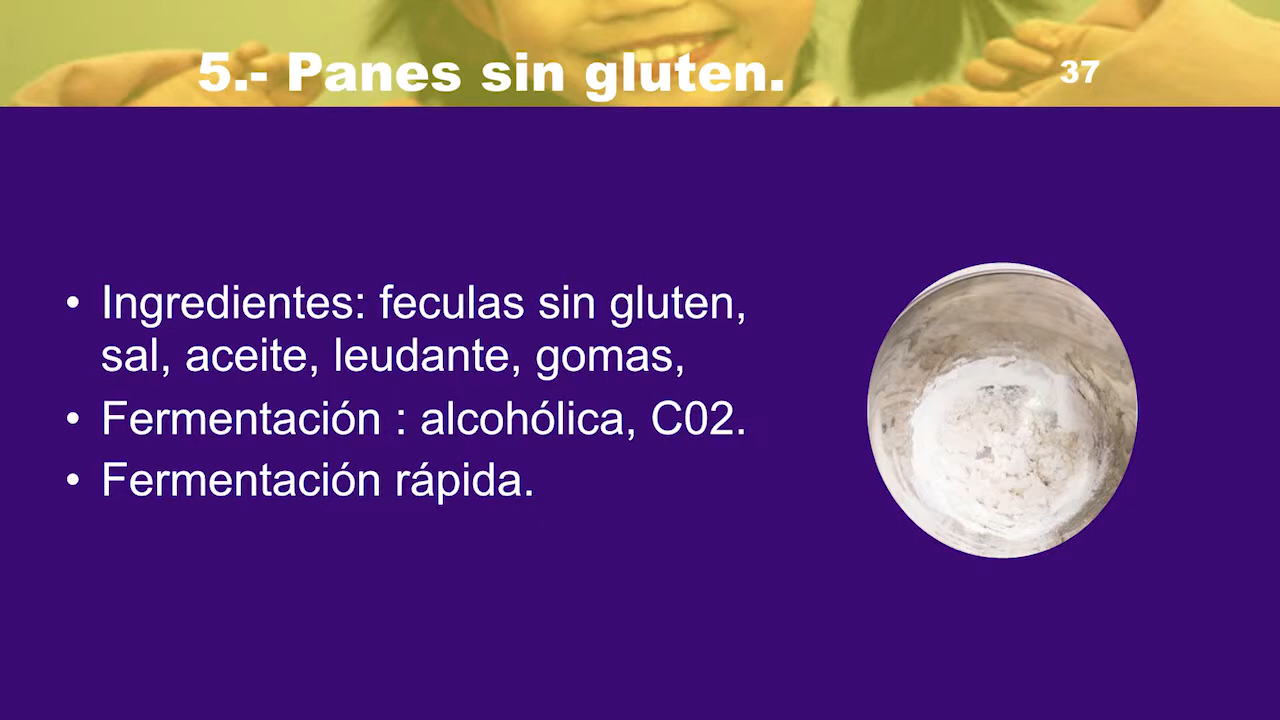 5.- Panes sin gluten.
37
• Ingredientes: feculas sin gluten,
sal, aceite, leudante, gomas,
• Fermentación : alcohólica, C02.
• Fermentación rápida.